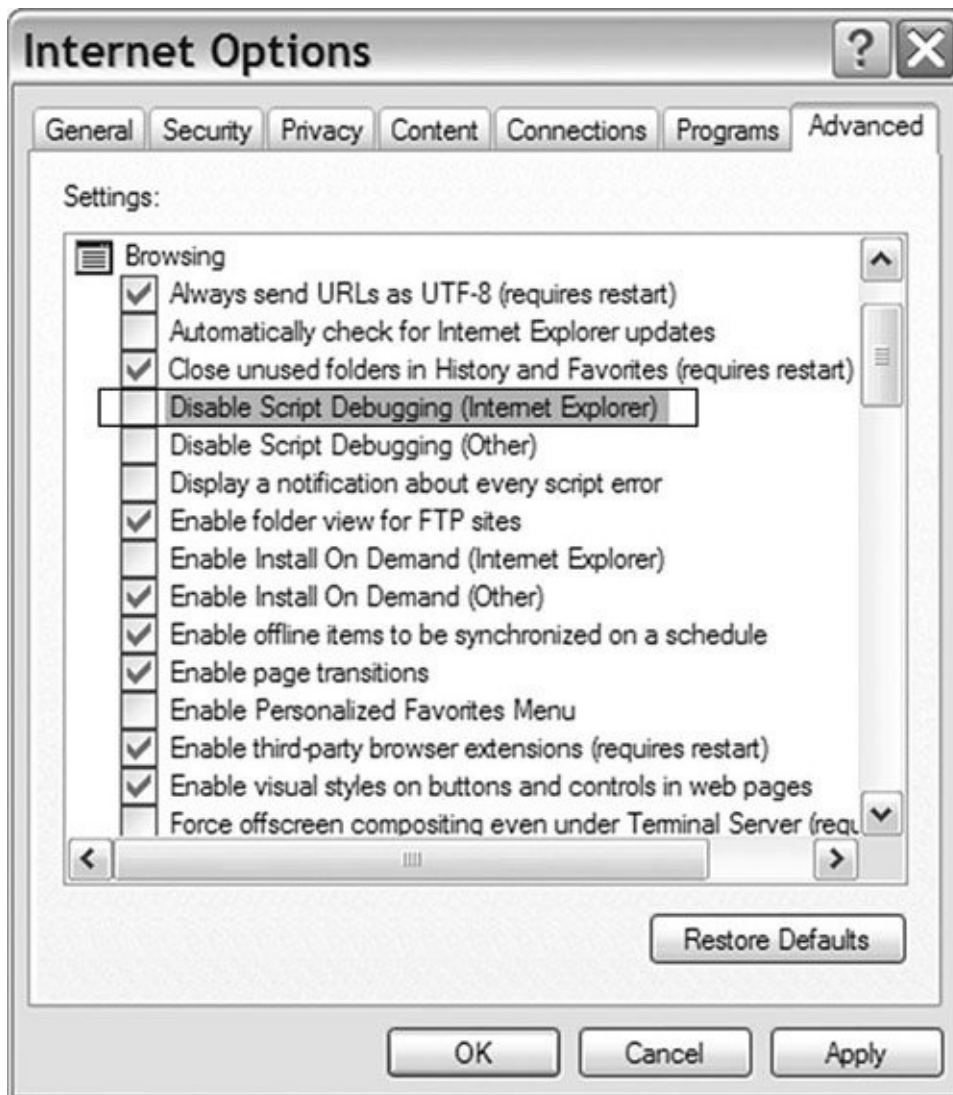 Internet Options
General Security Privacy Content Connections Programs Advanced
Settings:
Browsing
Always send URLs as UTF-8 (requires restart)
Automatically check for Internet Explorer updates
Close unused folders in History and Favorites (requires restart)
Disable Script Debugging (Internet Explorer)
Disable Script Debugging (Other)
Display a notification about every script error
Enable folder view for FTP sites
Enable Install On Demand (Internet Explorer)
Enable Install On Demand (Other)
Enable offline items to be synchronized on a schedule
Enable page transitions
Enable Personalized Favorites Menu
Enable third-party browser extensions (requires restart)
Enable visual styles on buttons and controls in web pages
Force offscreen compositing even under Terminal Server (requ
Restore Defaults
OK Cancel Apply